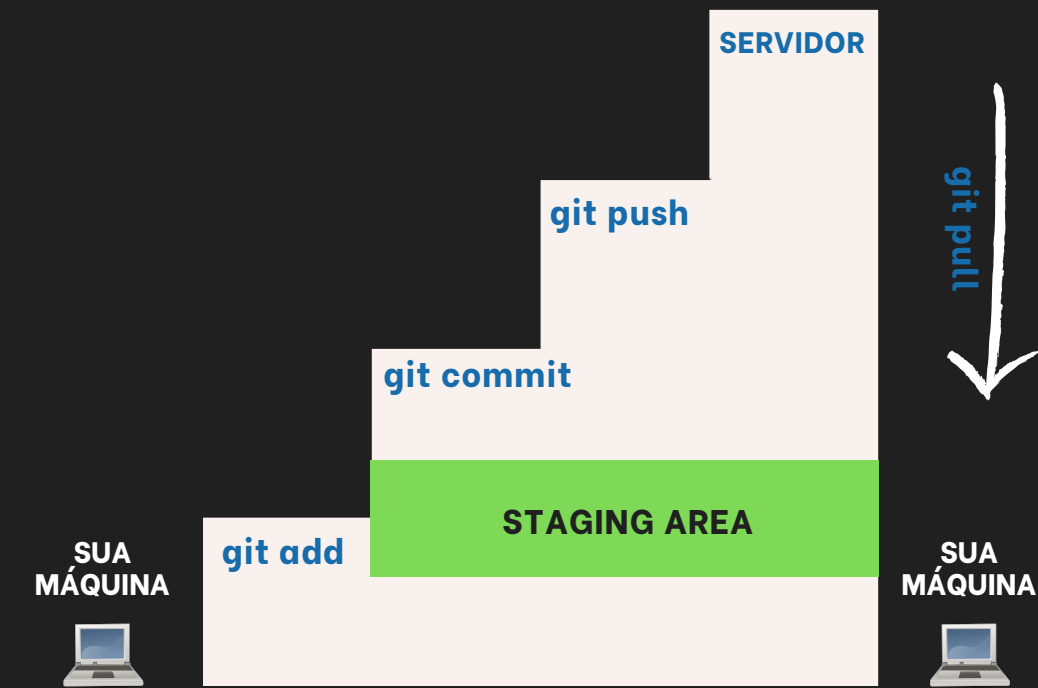 SERVIDOR
git push
git pull
git commit
STAGING AREA
git add
SUA
MÁQUINA
SUA
MÁQUINA